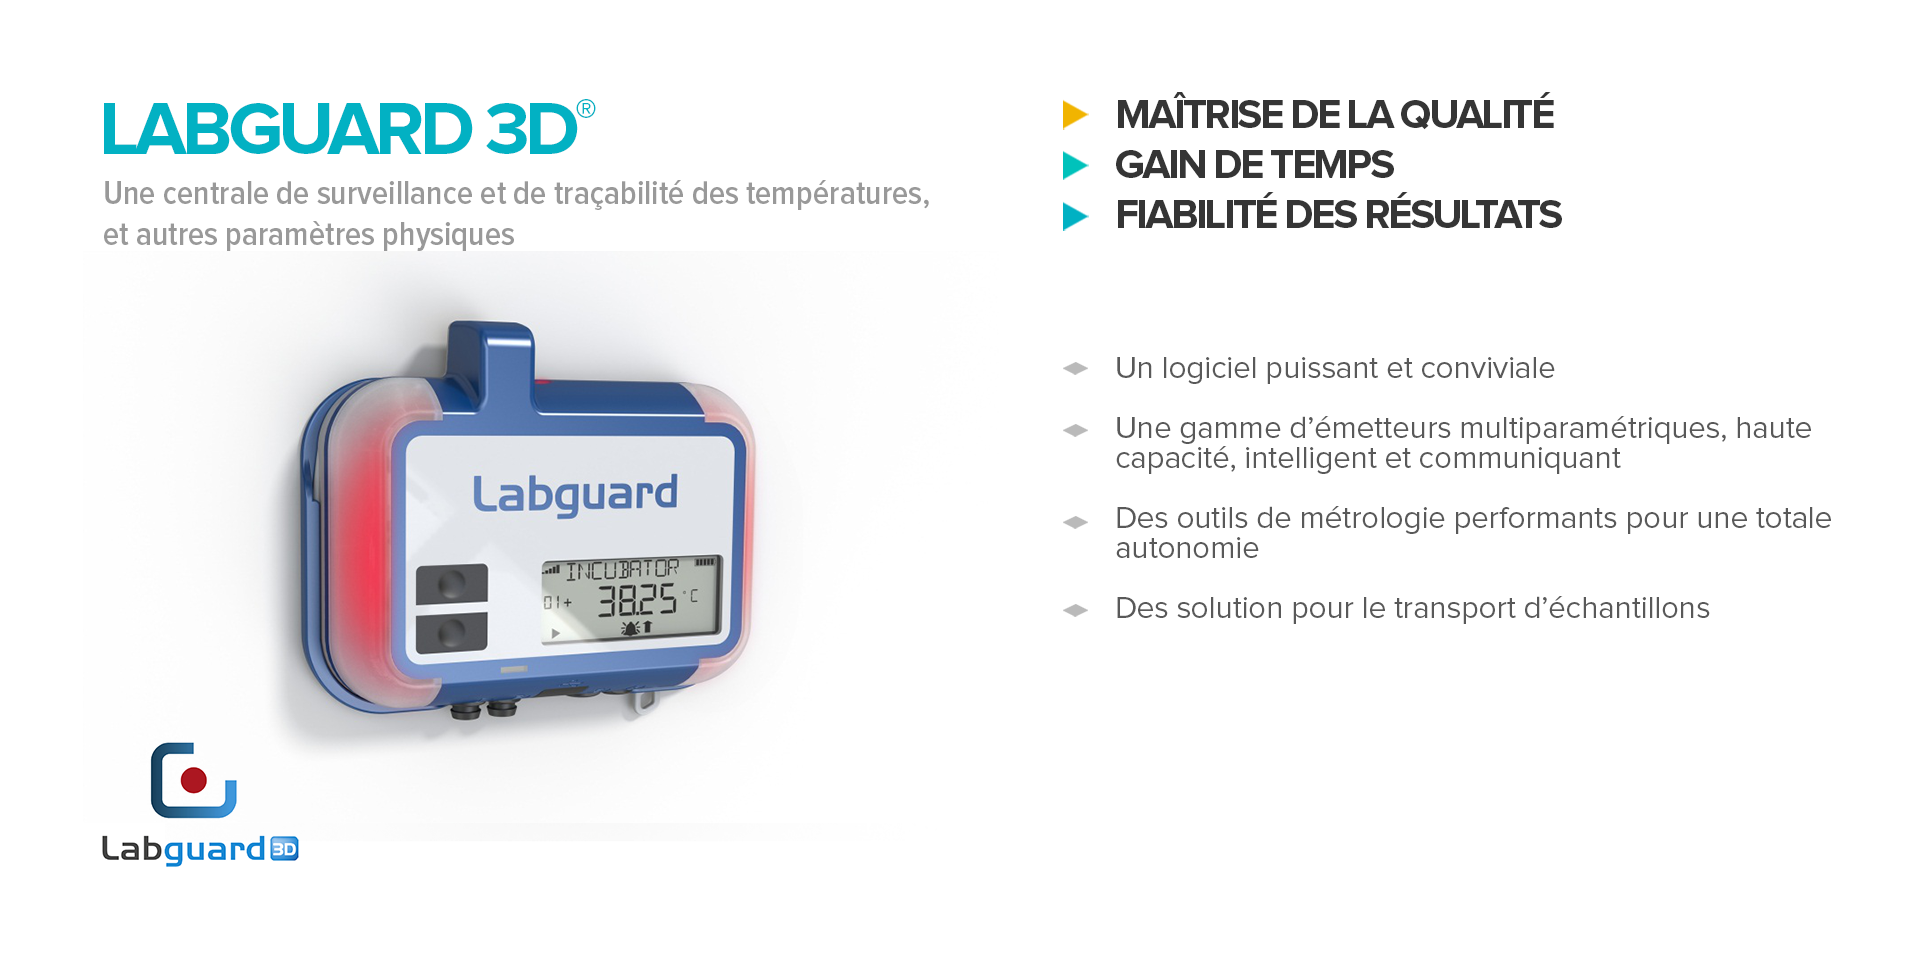 LABGUARD 3D®
Une centrale de surveillance et de traçabilité des températures,
et autres paramètres physiques
Labguard
INCUBATOR
01+ 38.25 °C
Labguard 3D
MAÎTRISE DE LA QUALITÉ
GAIN DE TEMPS
FIABILITÉ DES RÉSULTATS
Un logiciel puissant et conviviale
Une gamme d’émetteurs multiparamétriques, haute
capacité, intelligent et communiquant
Des outils de métrologie performants pour une totale
autonomie
Des solution pour le transport d’échantillons